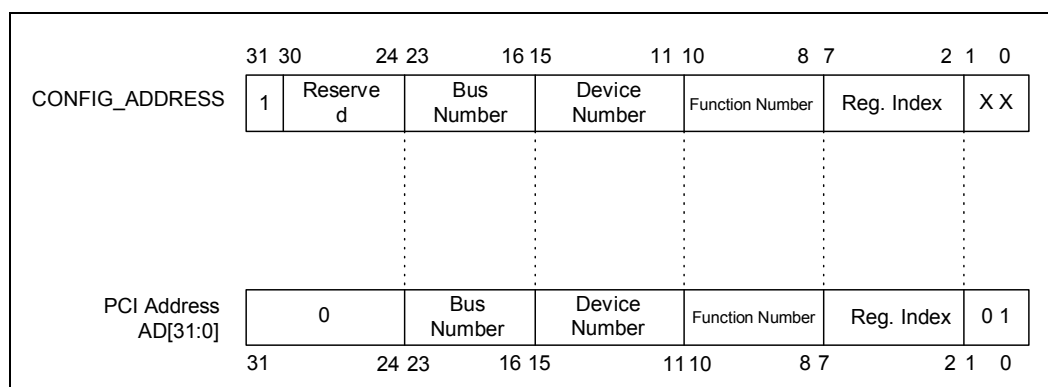 31 30 24 23 16 15 11 10 8 7 2 1 0
CONFIG_ADDRESS 1 Reserve Bus Device Function Number Reg. Index X X
d Number Number
PCI Address 0 Bus Device Function Number Reg. Index 0 1
AD[31:0] Number Number
31 24 23 16 15 11 10 8 7 2 1 0